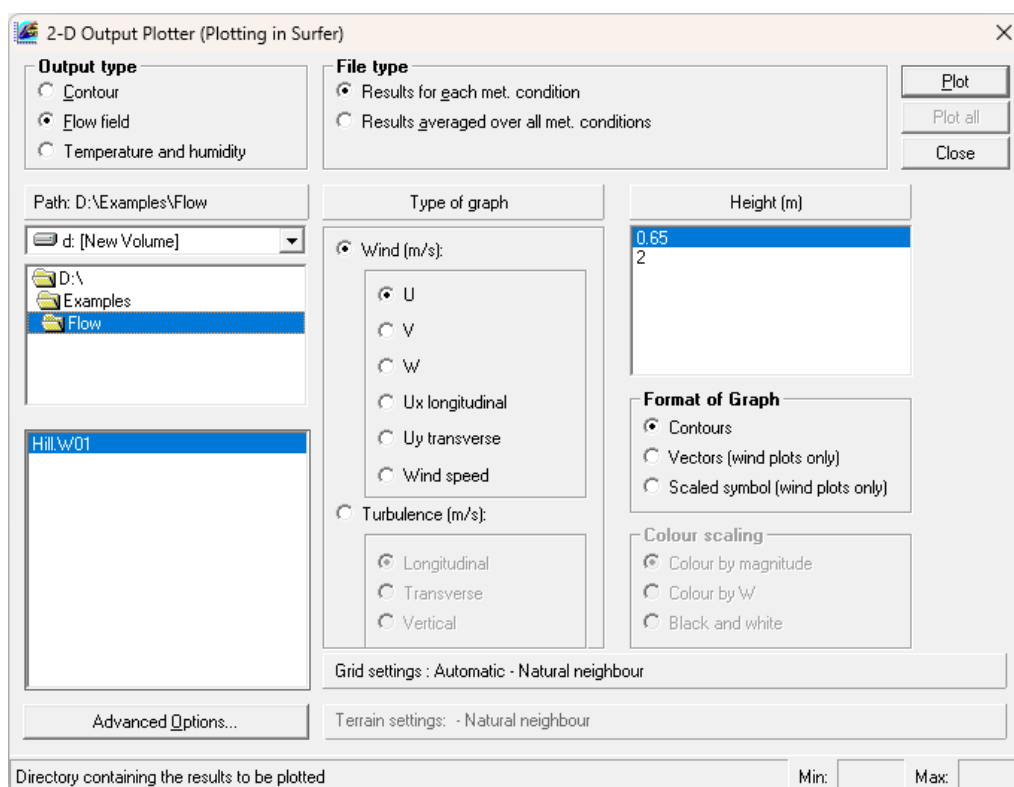 2-D Output Plotter (Plotting in Surfer)
Output type
Contour
Flow field
Temperature and humidity
File type
Results for each met. condition
Results averaged over all met. conditions
Plot
Plot all
Close
Path: D:\Examples\Flow
d: [New Volume]
D:\
Examples
Flow
Hill.W01
Advanced Options...
Type of graph
Wind (m/s):
U
V
W
Ux longitudinal
Uy transverse
Wind speed
Turbulence (m/s):
Longitudinal
Transverse
Vertical
Height (m)
0.65
2
Format of Graph
Contours
Vectors (wind plots only)
Scaled symbol (wind plots only)
Colour scaling
Colour by magnitude
Colour by W
Black and white
Grid settings : Automatic - Natural neighbour
Terrain settings: - Natural neighbour
Directory containing the results to be plotted
Min:
Max: